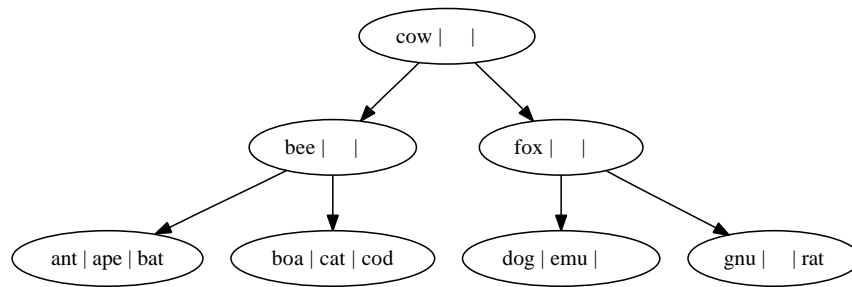 cow |     |
bee |     |
fox |     |
ant | ape | bat
boa | cat | cod
dog | emu |
gnu |     | rat